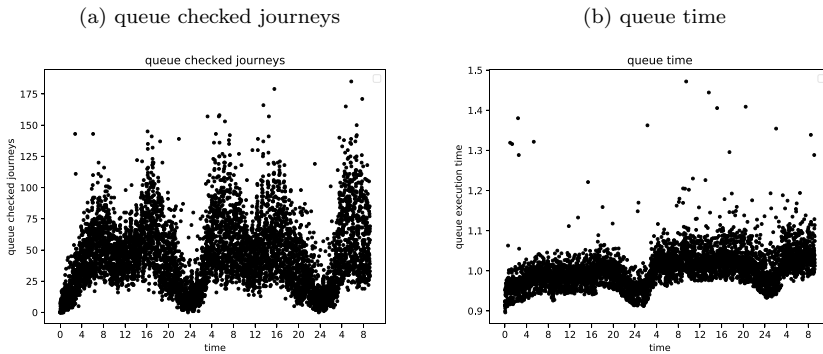 (a) queue checked journeys
queue checked journeys
queue checked journeys
175
150
125
100
75
50
25
0
0 4 8 12 16 20 24 4 8 12 16 20 24 4 8
time
(b) queue time
queue time
queue execution time
1.5
1.4
1.3
1.2
1.1
1.0
0.9
0 4 8 12 16 20 24 4 8 12 16 20 24 4 8
time